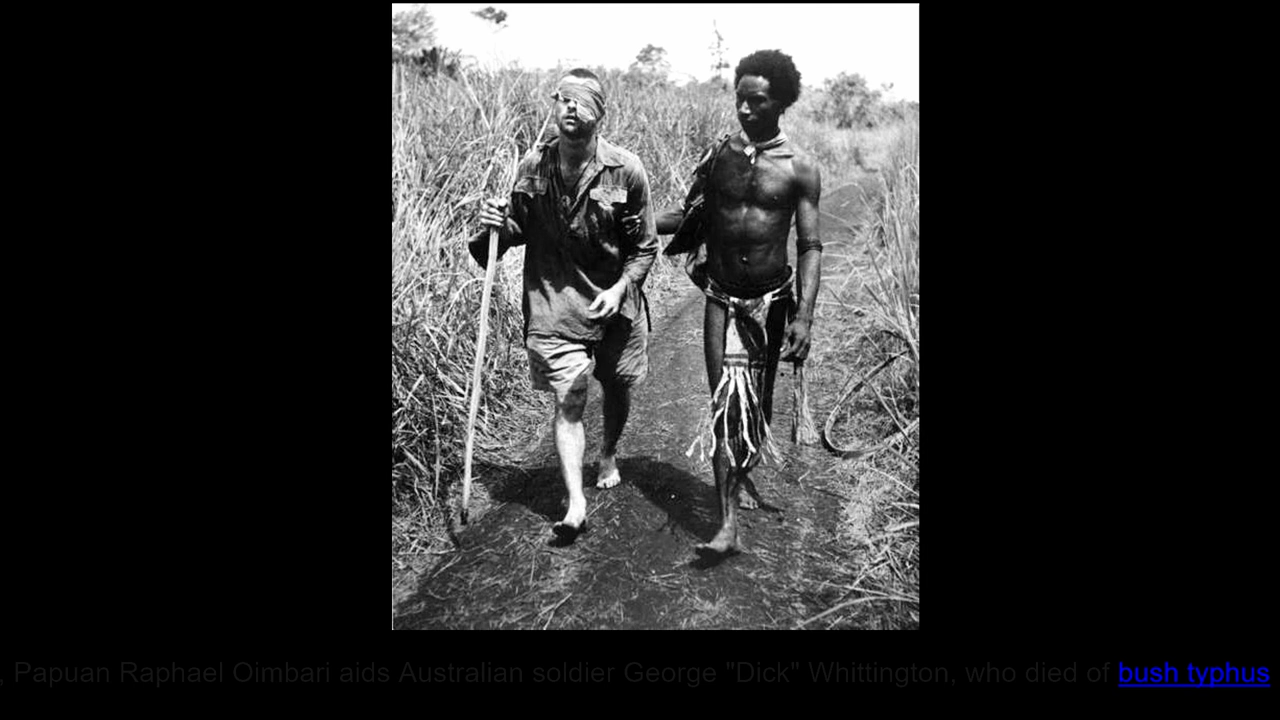 , Papuan Raphael Oimbari aids Australian soldier George "Dick" Whittington, who died of bush typhus